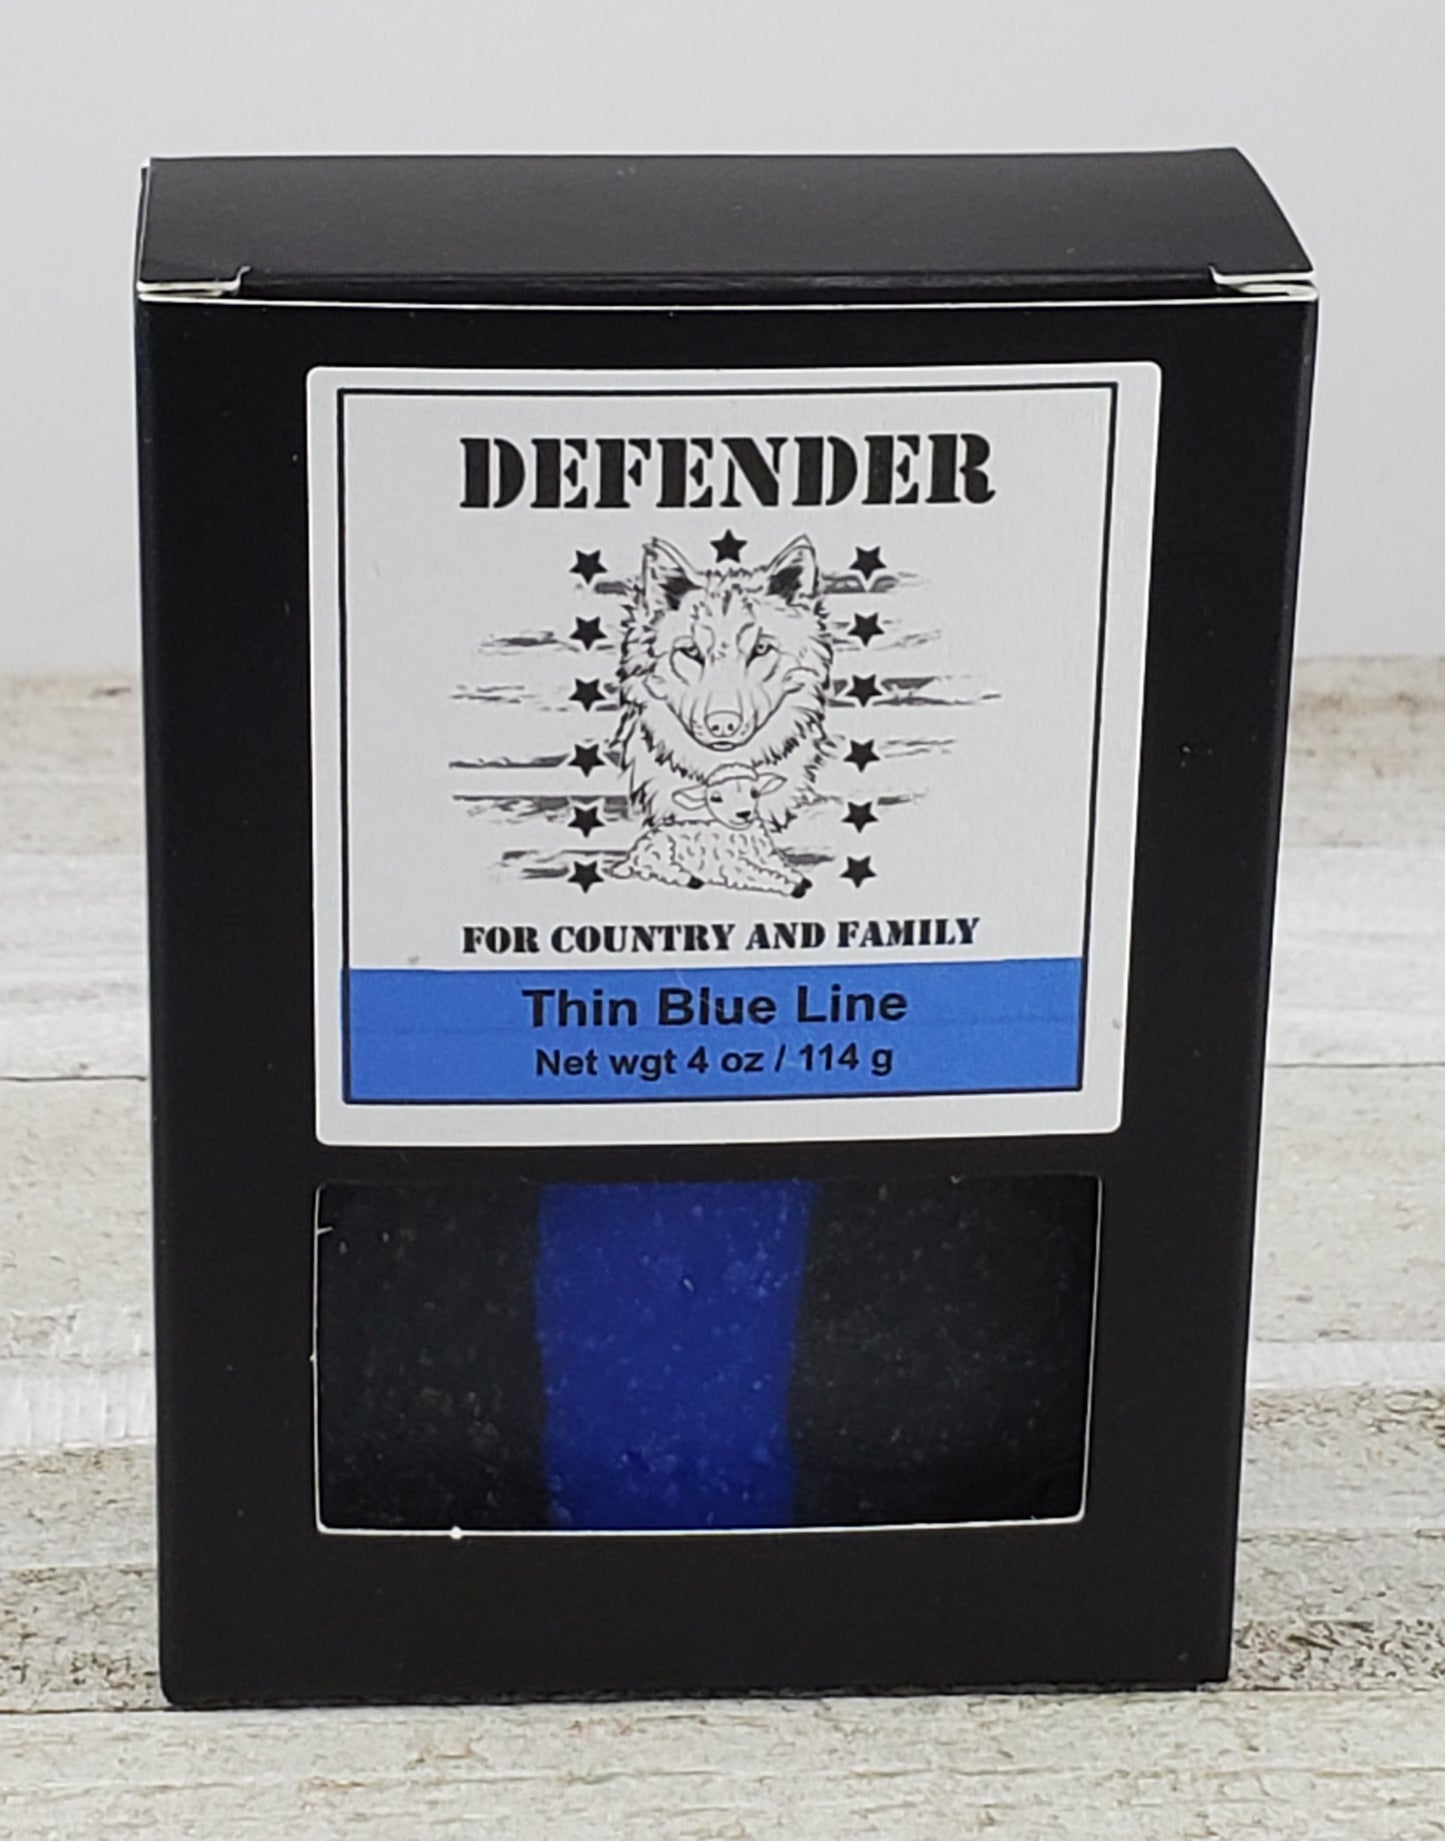 DEFENDER
FOR COUNTRY AND FAMILY
Thin Blue Line
Net wgt 4 oz / 114 g